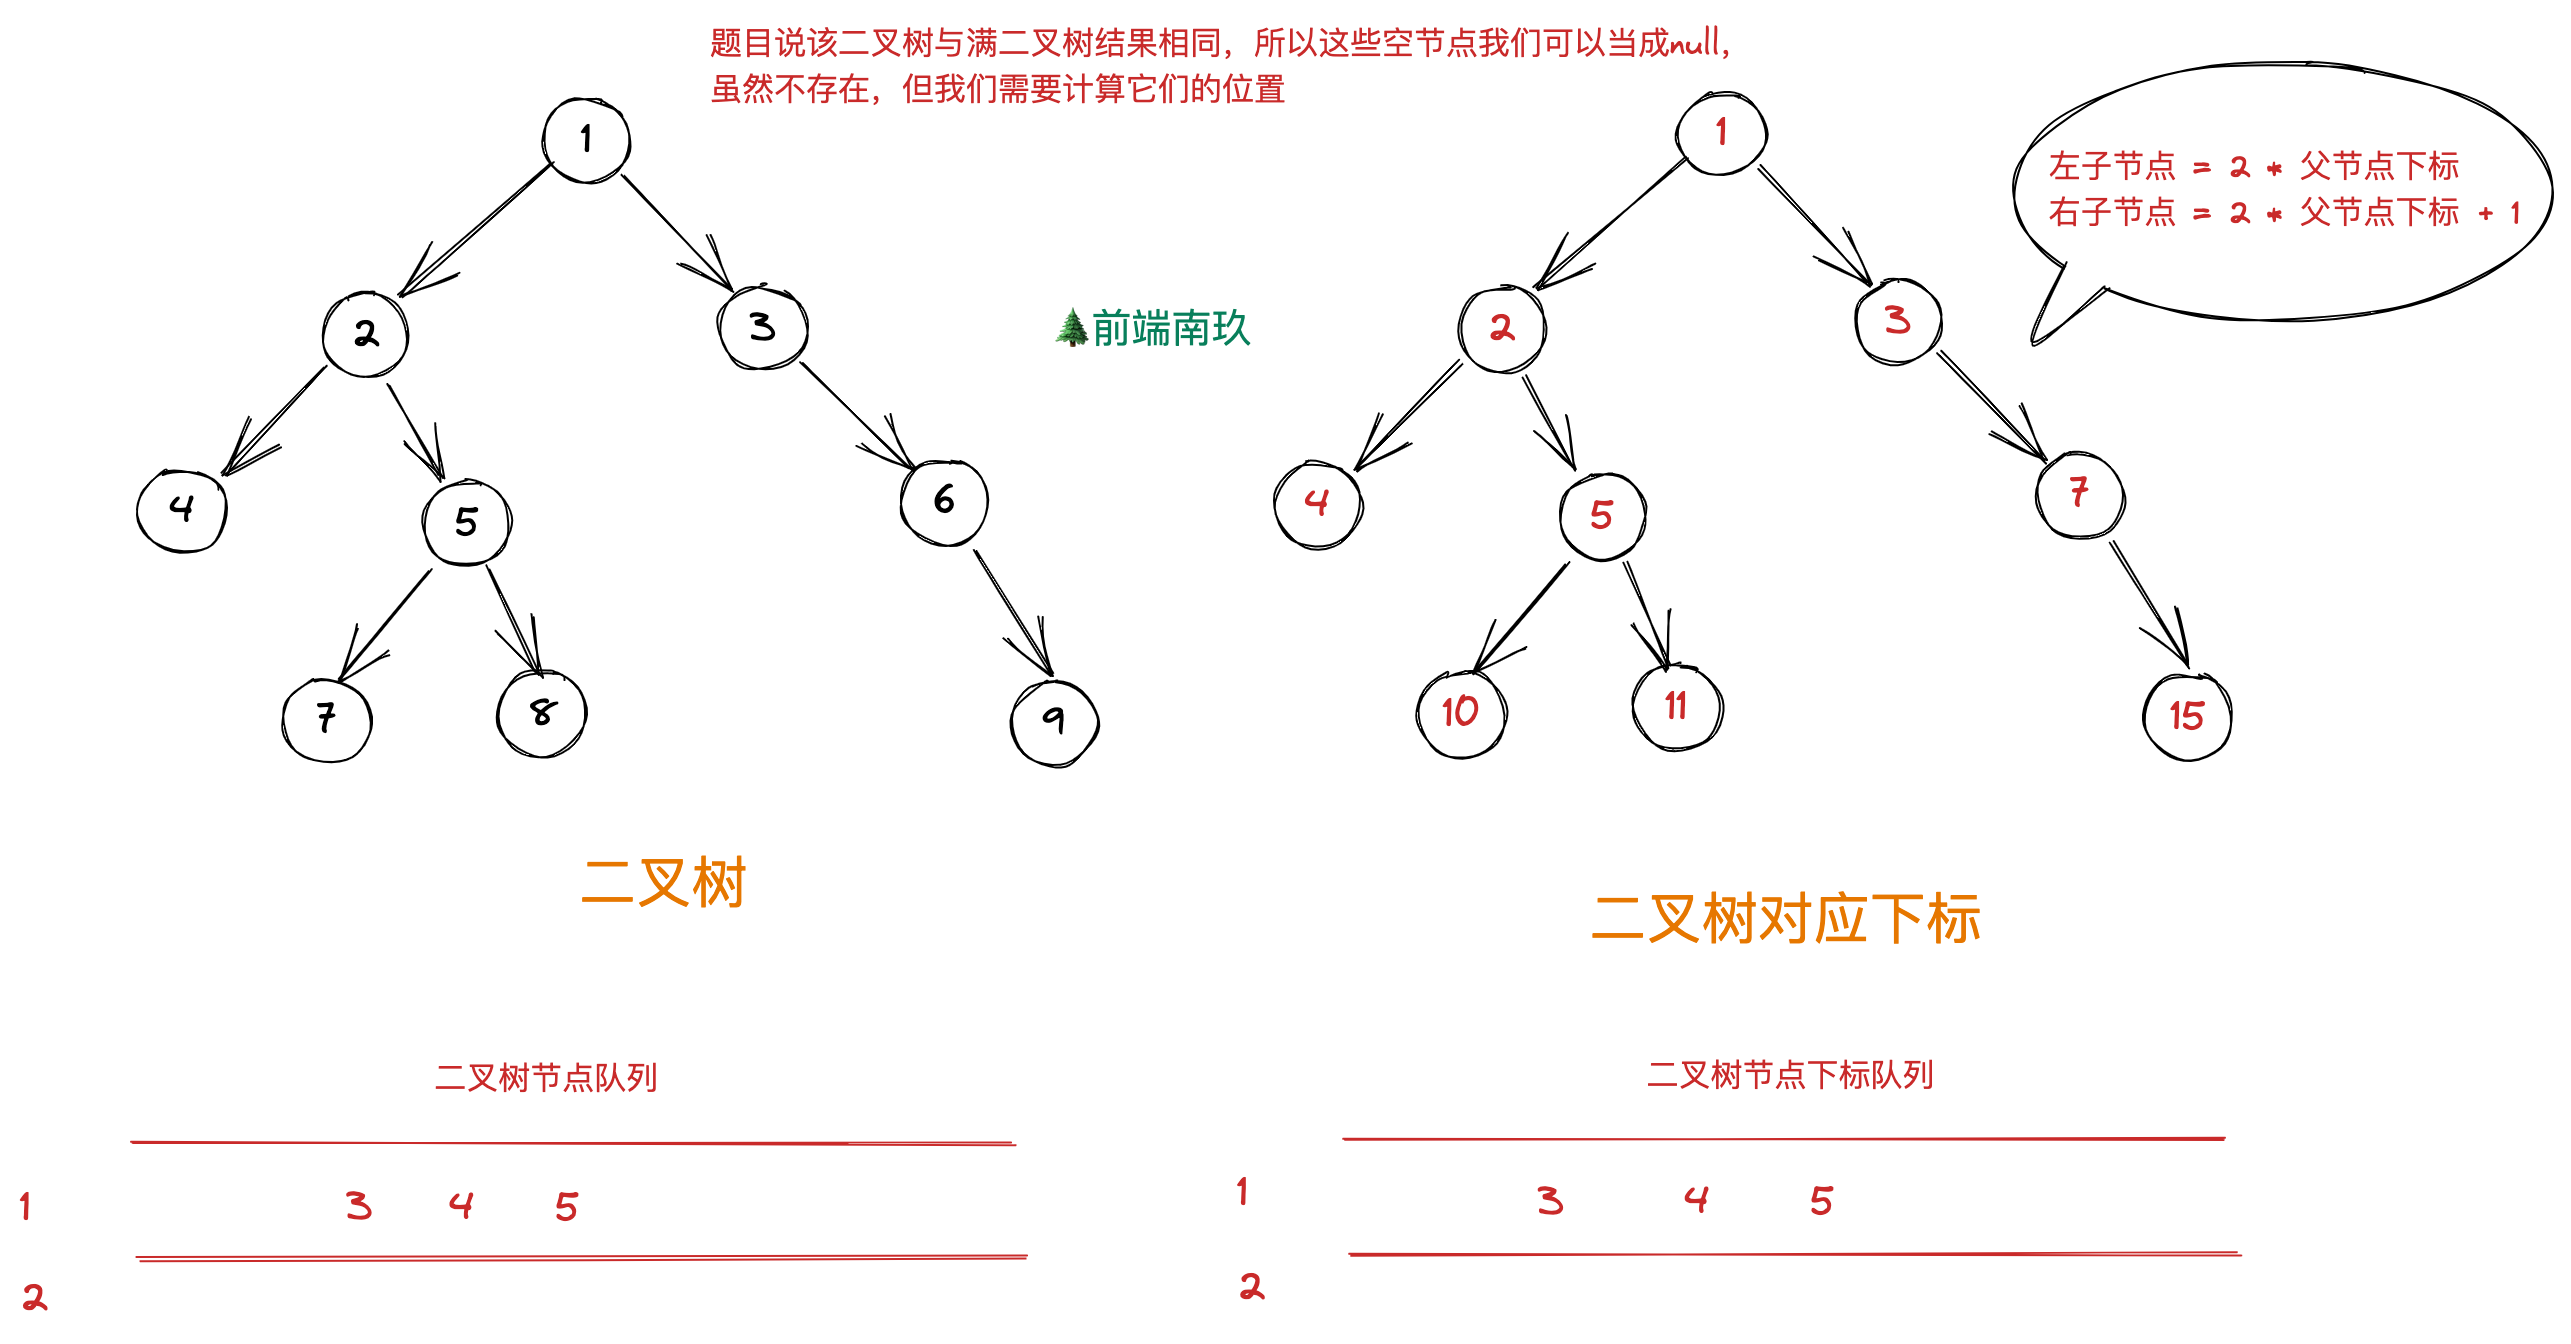 题目说该二叉树与满二叉树结果相同，所以这些空节点我们可以当成null，
虽然不存在，但我们需要计算它们的位置
1
2
3
4
5
6
7
8
9
🌲前端南玖
1
2
3
4
5
7
10
11
15
左子节点 = 2 * 父节点下标
右子节点 = 2 * 父节点下标 + 1
二叉树
二叉树对应下标
二叉树节点队列
1
3 4 5
2
二叉树节点下标队列
1
3 4 5
2